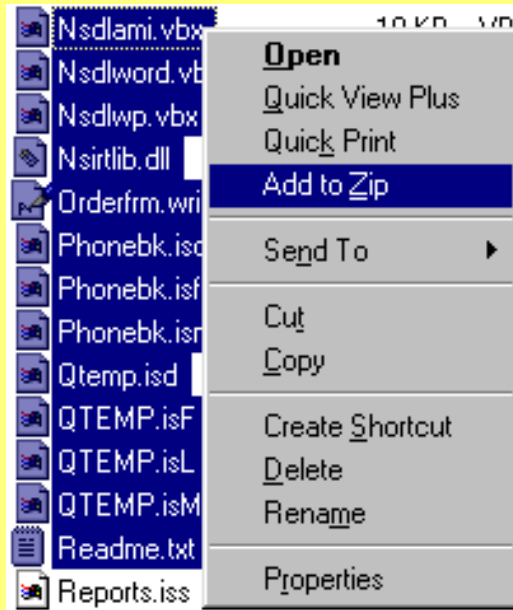 Nsdlami.vbx
Nsdlword.vb
Nsdlwp.vbx
Nsirtlib.dll
Orderfrm.wri
Phonebk.isd
Phonebk.isf
Phonebk.isr
Qtemp.isd
QTEMP.isF
QTEMP.isL
QTEMP.isM
Readme.txt
Reports.iss
Open
Quick View Plus
Quick Print
Add to Zip
Send To
Cut
Copy
Create Shortcut
Delete
Rename
Properties